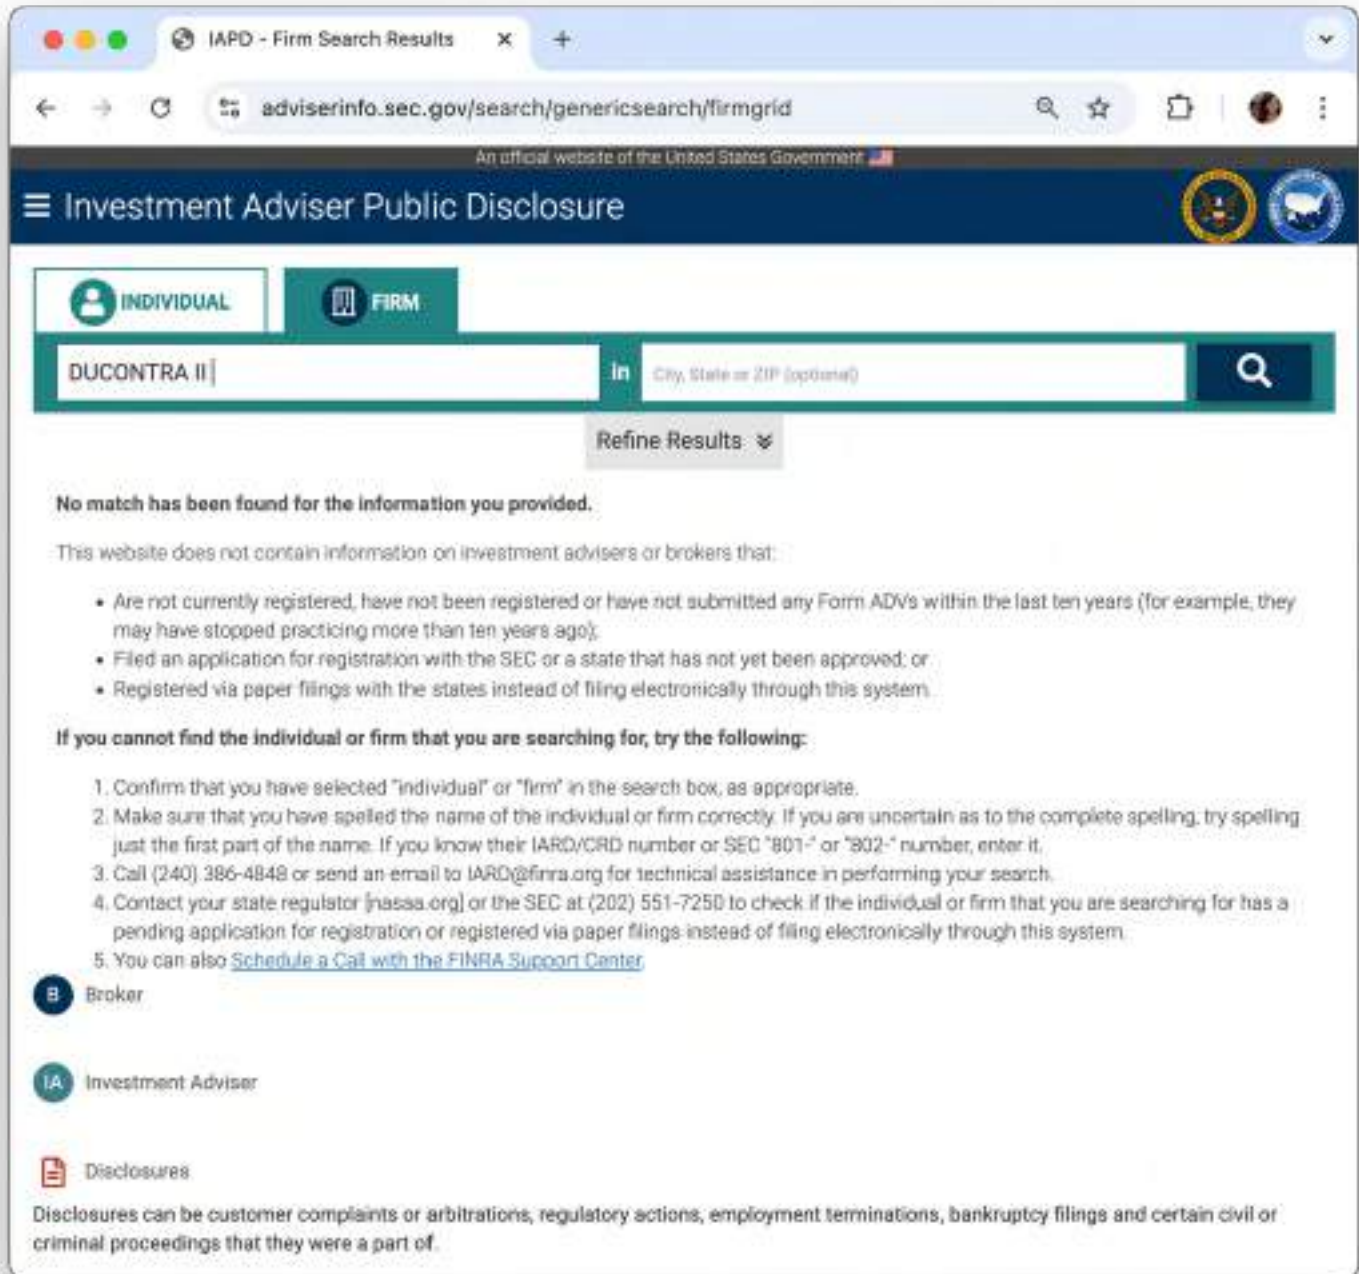 IAPD - Firm Search Results
adviserinfo.sec.gov/search/genericsearch/firmgrid
An official website of the United States Government
Investment Adviser Public Disclosure
INDIVIDUAL
FIRM
DUCONTRA II
in
City, State or ZIP (optional)
Refine Results
No match has been found for the information you provided.
This website does not contain information on investment advisers or brokers that:
• Are not currently registered, have not been registered or have not submitted any Form ADVs within the last ten years (for example, they
may have stopped practicing more than ten years ago);
• Filed an application for registration with the SEC or a state that has not yet been approved; or
• Registered via paper filings with the states instead of filing electronically through this system.
If you cannot find the individual or firm that you are searching for, try the following:
1. Confirm that you have selected "individual" or "firm" in the search box, as appropriate.
2. Make sure that you have spelled the name of the individual or firm correctly. If you are uncertain as to the complete spelling, try spelling
just the first part of the name. If you know their IARD/CRD number or SEC "801-" or "802-" number, enter it.
3. Call (240) 386-4848 or send an email to IARD@finra.org for technical assistance in performing your search.
4. Contact your state regulator [nasaa.org] or the SEC at (202) 551-7250 to check if the individual or firm that you are searching for has a
pending application for registration or registered via paper filings instead of filing electronically through this system.
5. You can also Schedule a Call with the FINRA Support Center.
B Broker
IA Investment Adviser
Disclosures
Disclosures can be customer complaints or arbitrations, regulatory actions, employment terminations, bankruptcy filings and certain civil or
criminal proceedings that they were a part of.